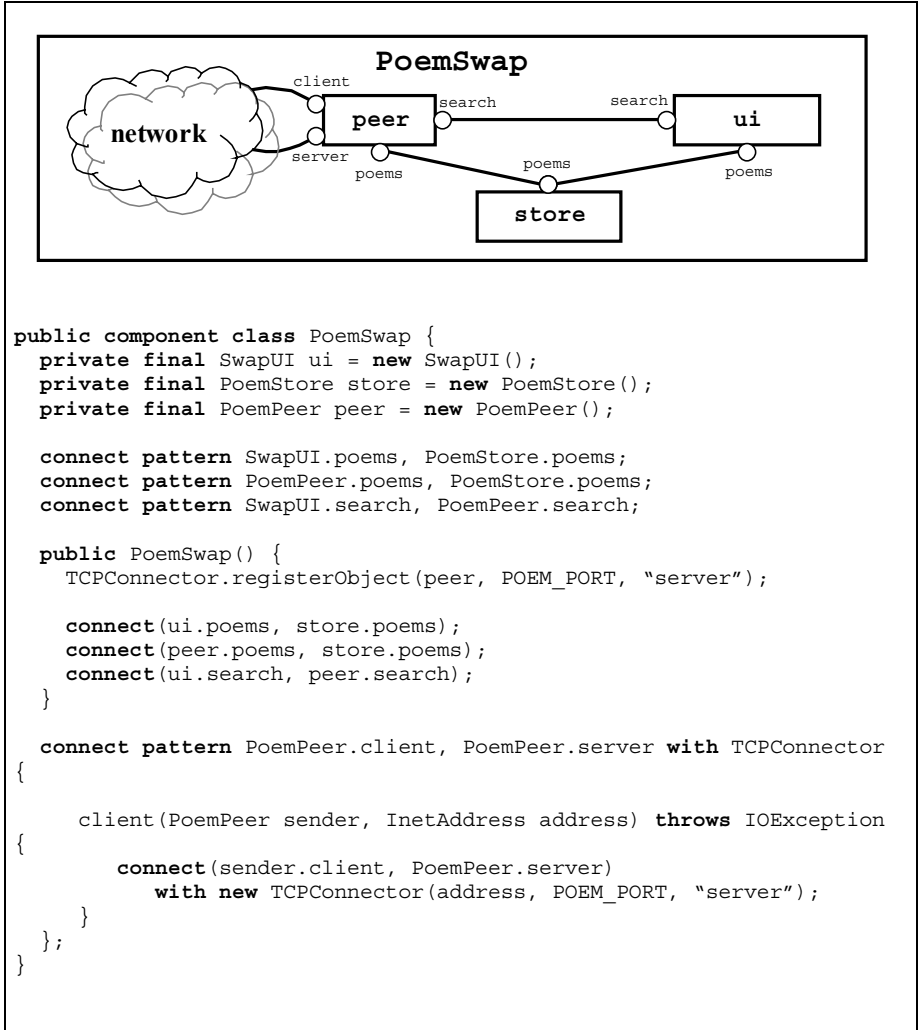 PoemSwap
client
search
search
peer
ui
network
server
poems
poems
poems
store
public component class PoemSwap {
  private final SwapUI ui = new SwapUI();
  private final PoemStore store = new PoemStore();
  private final PoemPeer peer = new PoemPeer();
  connect pattern SwapUI.poems, PoemStore.poems;
  connect pattern PoemPeer.poems, PoemStore.poems;
  connect pattern SwapUI.search, PoemPeer.search;
  public PoemSwap() {
    TCPConnector.registerObject(peer, POEM_PORT, “server”);
    connect(ui.poems, store.poems);
    connect(peer.poems, store.poems);
    connect(ui.search, peer.search);
  }
  connect pattern PoemPeer.client, PoemPeer.server with TCPConnector
{
     client(PoemPeer sender, InetAddress address) throws IOException
{
        connect(sender.client, PoemPeer.server)
           with new TCPConnector(address, POEM_PORT, “server”);
     }
  };
}